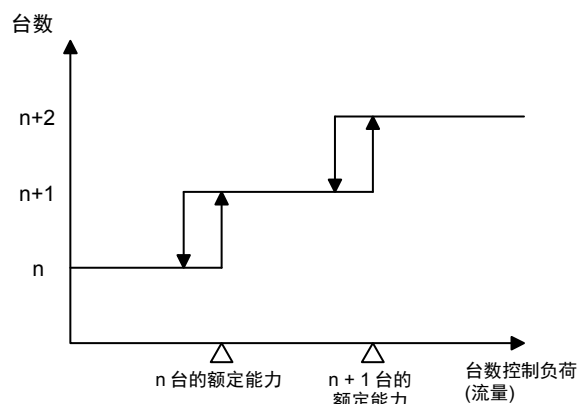 台数
n+2
n+1
n
n 台的额定能力
n + 1 台的
额定能力
台数控制负荷
(流量)